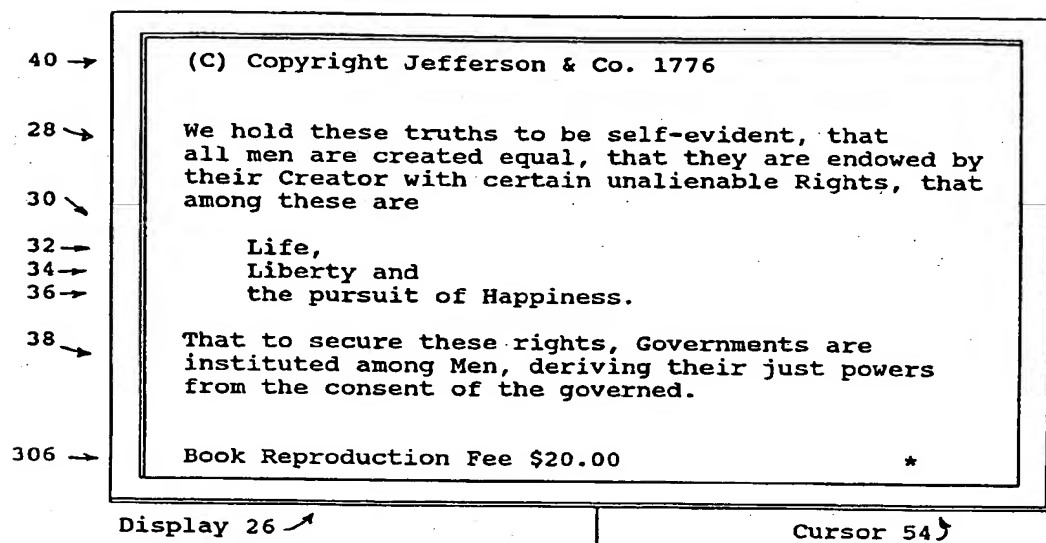 40 → (C) Copyright Jefferson & Co. 1776
28 → We hold these truths to be self-evident, that
all men are created equal, that they are endowed by
their Creator with certain unalienable Rights, that
30 → among these are
32 → Life,
34 → Liberty and
36 → the pursuit of Happiness.
38 → That to secure these rights, Governments are
instituted among Men, deriving their just powers
from the consent of the governed.
306 → Book Reproduction Fee $20.00 *
Display 26 Cursor 54